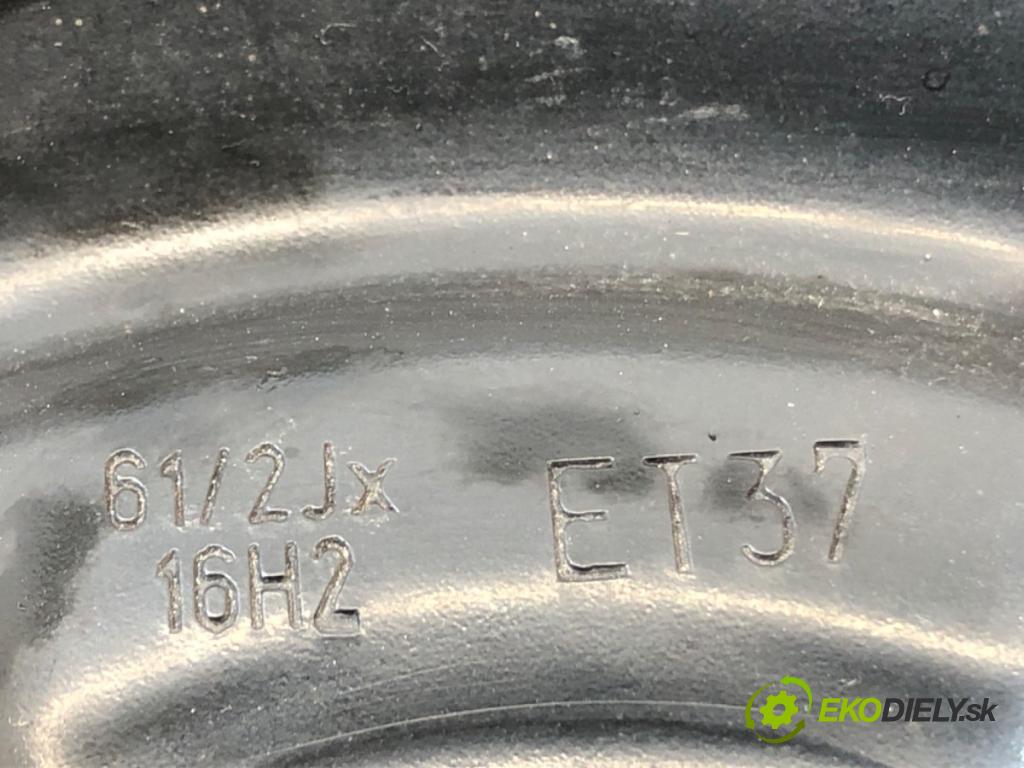 61/2Jx
16H2
ET37
EKODIELY.sk